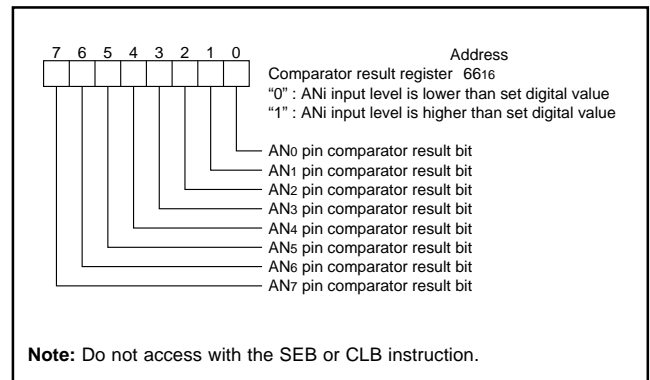 7 6 5 4 3 2 1 0
Address
Comparator result register 6616
“0” : ANi input level is lower than set digital value
“1” : ANi input level is higher than set digital value
AN0 pin comparator result bit
AN1 pin comparator result bit
AN2 pin comparator result bit
AN3 pin comparator result bit
AN4 pin comparator result bit
AN5 pin comparator result bit
AN6 pin comparator result bit
AN7 pin comparator result bit
Note: Do not access with the SEB or CLB instruction.